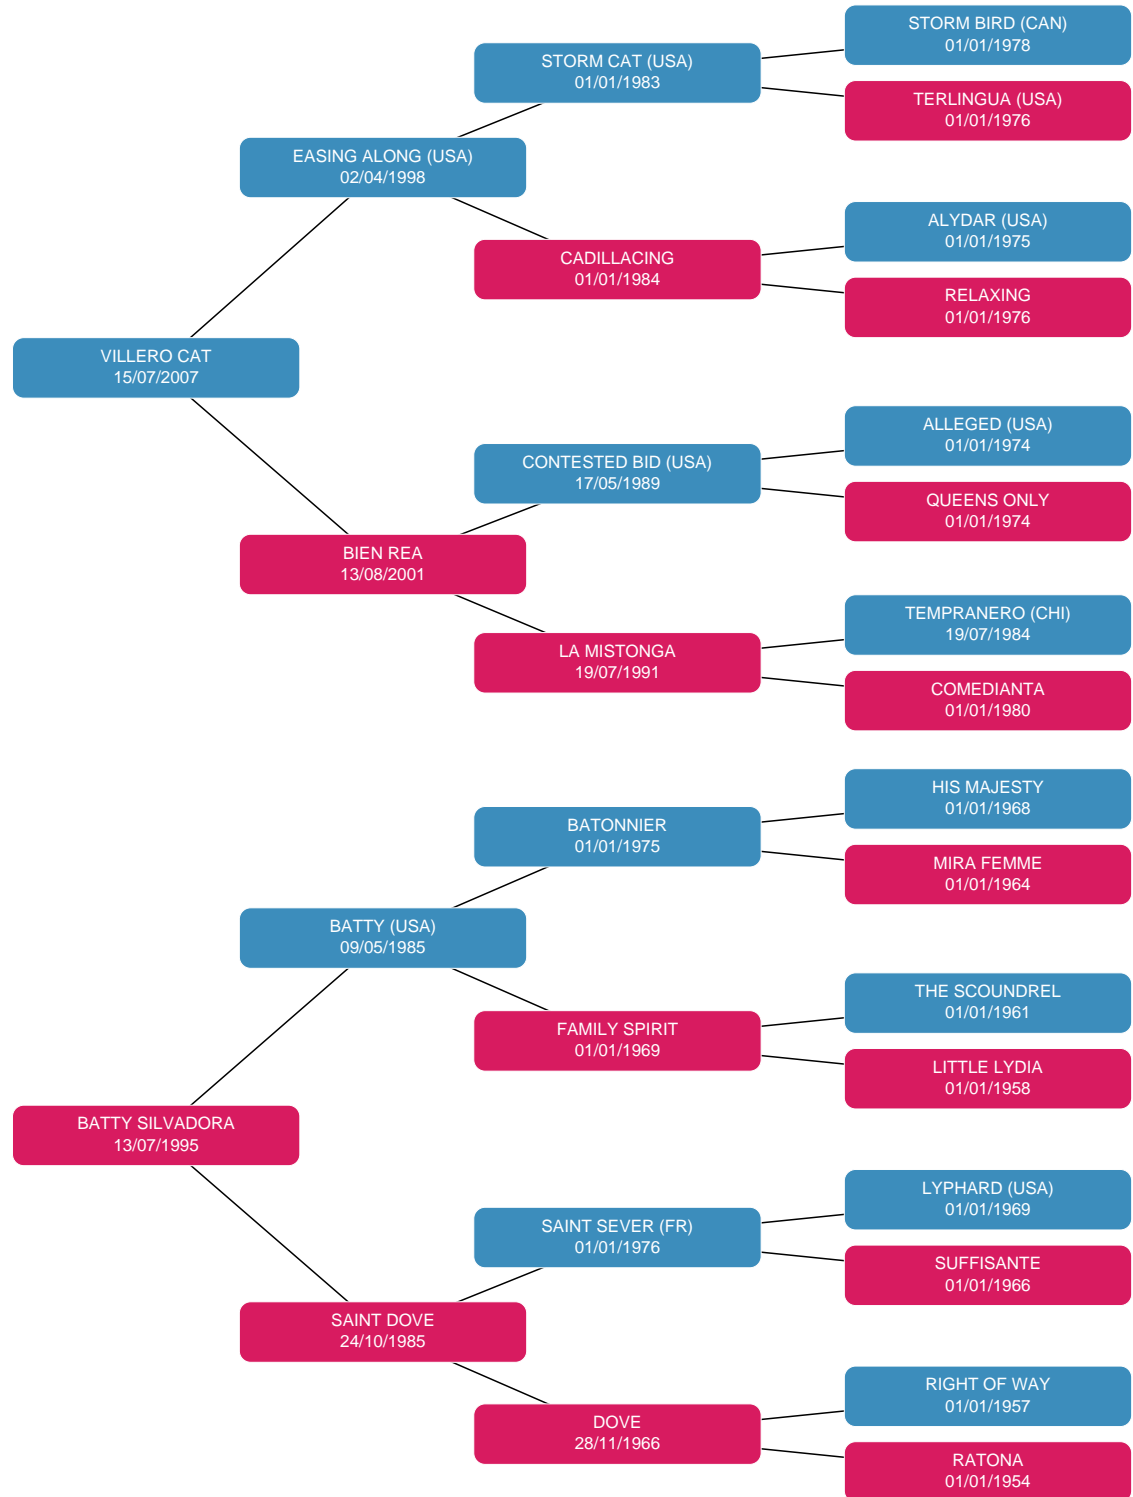 STORM BIRD (CAN)
01/01/1978
STORM CAT (USA)
01/01/1983
TERLINGUA (USA)
01/01/1976
EASING ALONG (USA)
02/04/1998
ALYDAR (USA)
01/01/1975
CADILLACING
01/01/1984
RELAXING
01/01/1976
VILLERO CAT
15/07/2007
ALLEGED (USA)
01/01/1974
CONTESTED BID (USA)
17/05/1989
QUEENS ONLY
01/01/1974
BIEN REA
13/08/2001
TEMPRANERO (CHI)
19/07/1984
LA MISTONGA
19/07/1991
COMEDIANTA
01/01/1980
HIS MAJESTY
01/01/1968
BATONNIER
01/01/1975
MIRA FEMME
01/01/1964
BATTY (USA)
09/05/1985
THE SCOUNDREL
01/01/1961
FAMILY SPIRIT
01/01/1969
LITTLE LYDIA
01/01/1958
BATTY SILVADORA
13/07/1995
LYPHARD (USA)
01/01/1969
SAINT SEVER (FR)
01/01/1976
SUFFISANTE
01/01/1966
SAINT DOVE
24/10/1985
RIGHT OF WAY
01/01/1957
DOVE
28/11/1966
RATONA
01/01/1954